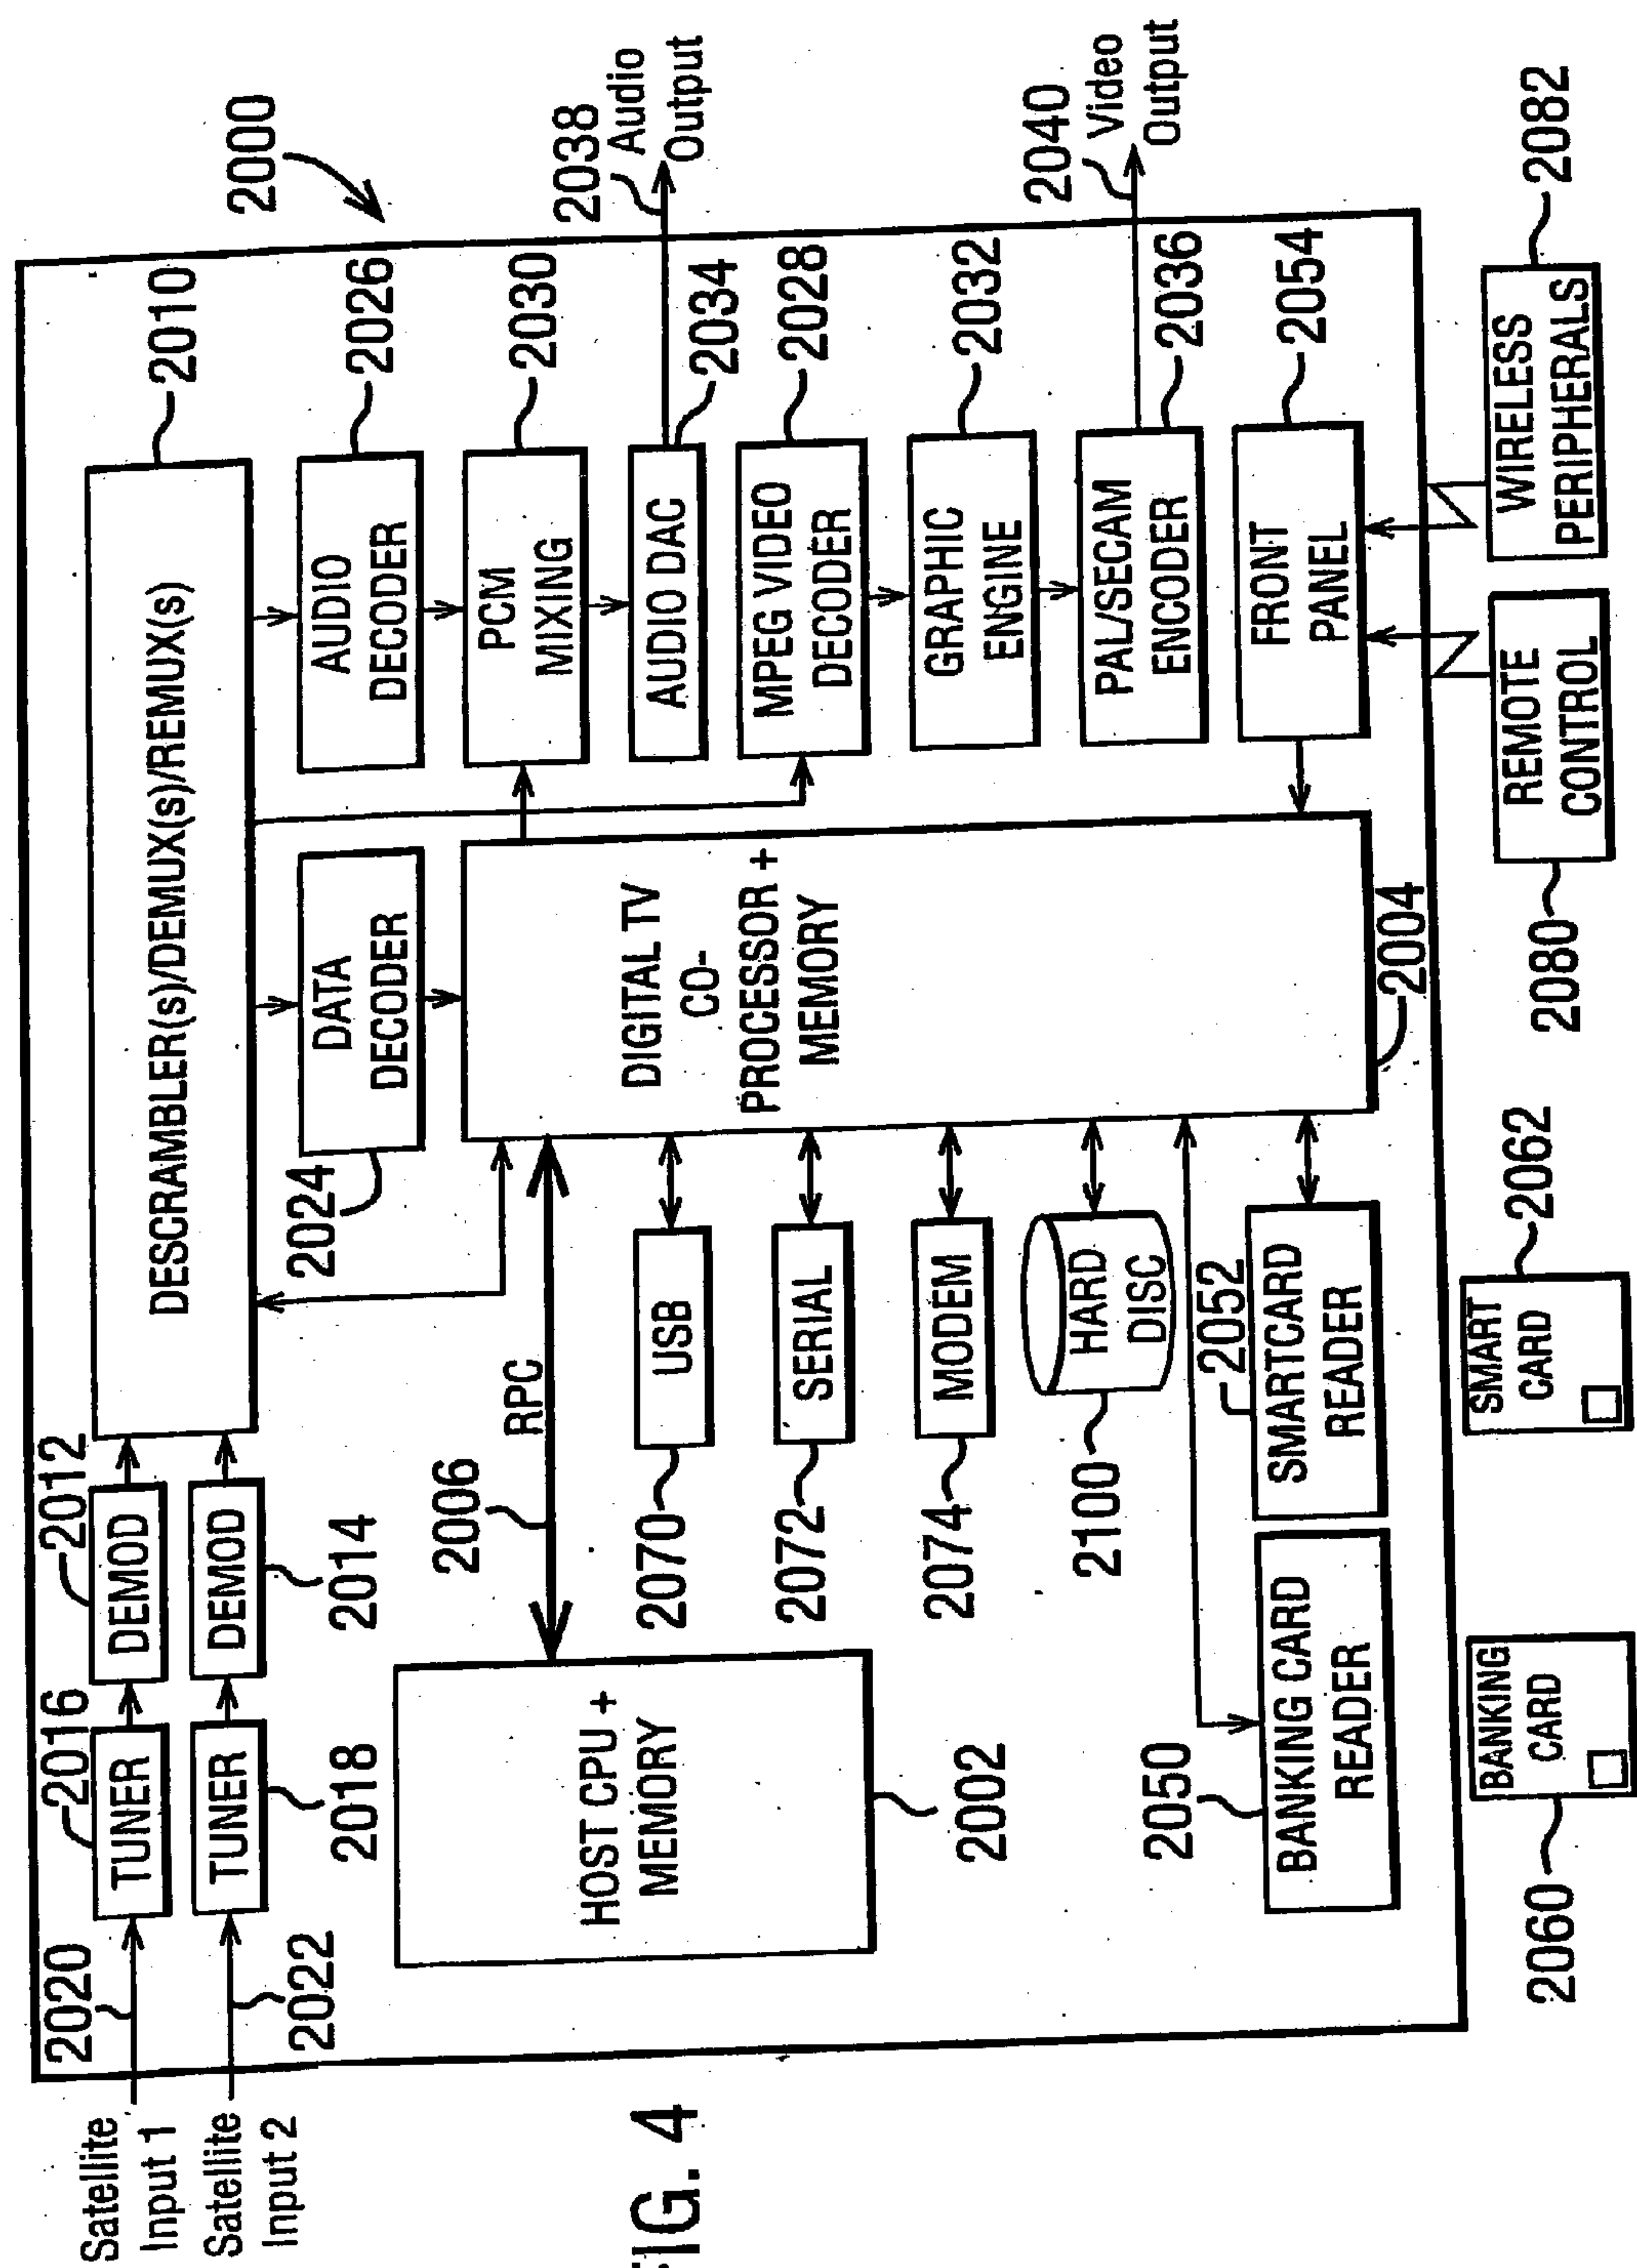 2000
2010
DESCRAMBLER(s)/DEMUX(s)/REMUX(s)
2012
DEMOD
2016
TUNER
2020
Satellite
Input 1
DEMOD
2014
TUNER
2018
2022
Satellite
Input 2
2024
DATA
DECODER
AUDIO
DECODER
2026
PCM
MIXING
2030
2038
Audio
Output
AUDIO DAC
2034
MPEG VIDEO
DECODER
2028
GRAPHIC
ENGINE
2032
2040
Video
Output
PAL/SECAM
ENCODER
2036
FRONT
PANEL
2054
DIGITAL TV
CO-
PROCESSOR +
MEMORY
2004
2006
RPC
HOST CPU +
MEMORY
2002
USB
2070
SERIAL
2072
MODEM
2074
HARD
DISC
2100
2052
SMARTCARD
READER
2050
BANKING CARD
READER
BANKING
CARD
2060
SMART
CARD
2062
REMOTE
CONTROL
2080
WIRELESS
PERIPHERALS
2082
FIG. 4